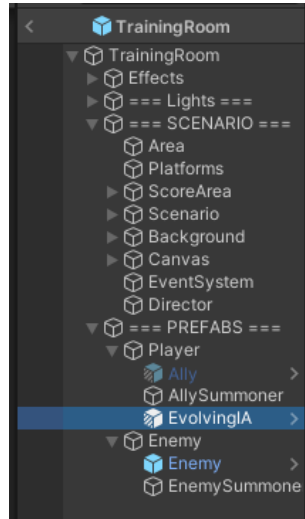 TrainingRoom
TrainingRoom
Effects
=== Lights ===
=== SCENARIO ===
Area
Platforms
ScoreArea
Scenario
Background
Canvas
EventSystem
Director
=== PREFABS ===
Player
Ally
AllySummoner
EvolvingIA
Enemy
Enemy
EnemySummone